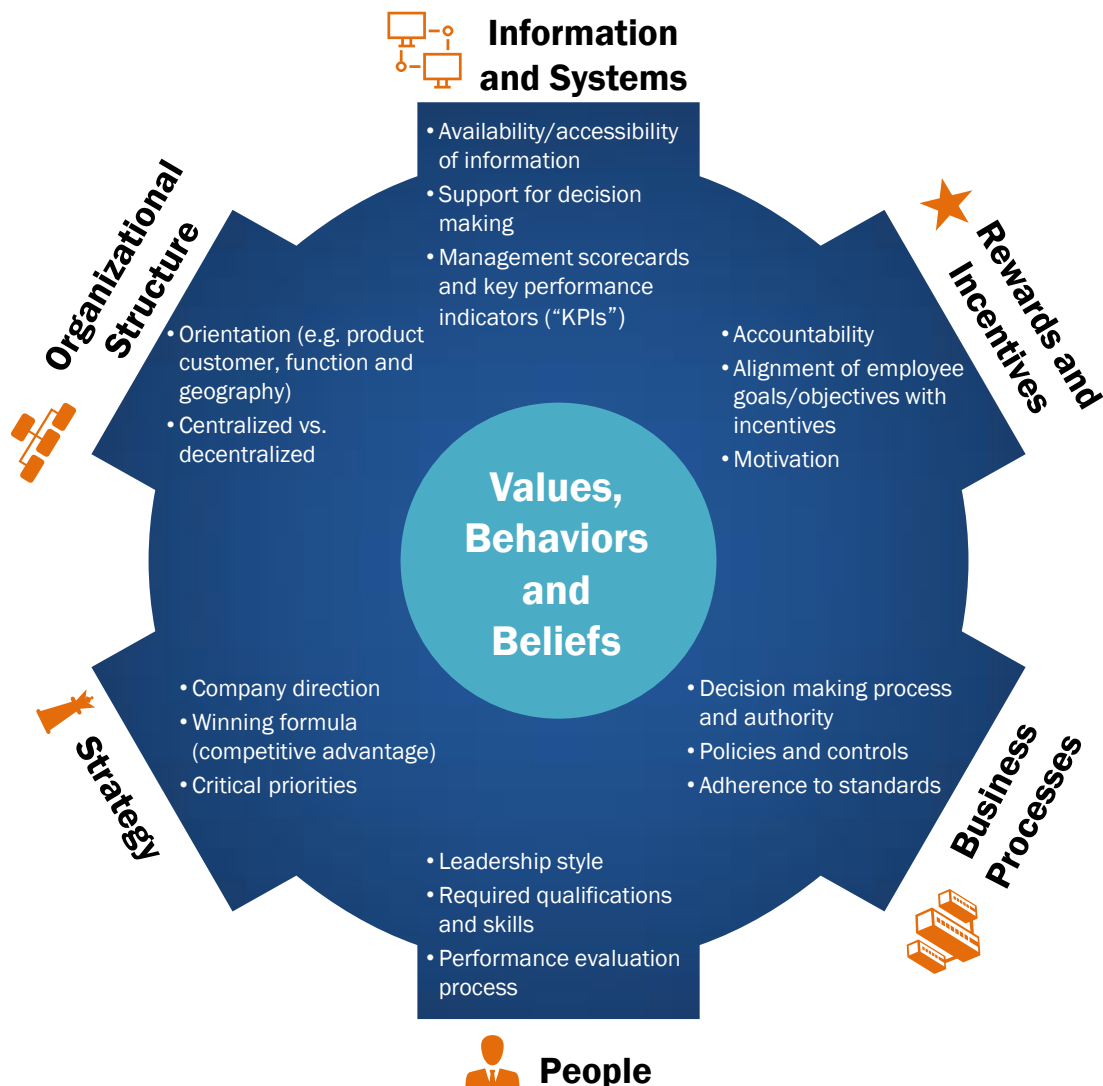 Information
and Systems
• Availability/accessibility
of information
• Support for decision
making
• Management scorecards
and key performance
indicators (“KPIs”)
Rewards and
Incentives
• Accountability
• Alignment of employee
goals/objectives with
incentives
• Motivation
Business
Processes
• Decision making process
and authority
• Policies and controls
• Adherence to standards
People
• Leadership style
• Required qualifications
and skills
• Performance evaluation
process
Strategy
• Company direction
• Winning formula
(competitive advantage)
• Critical priorities
Organizational
Structure
• Orientation (e.g. product
customer, function and
geography)
• Centralized vs.
decentralized
Values,
Behaviors
and
Beliefs